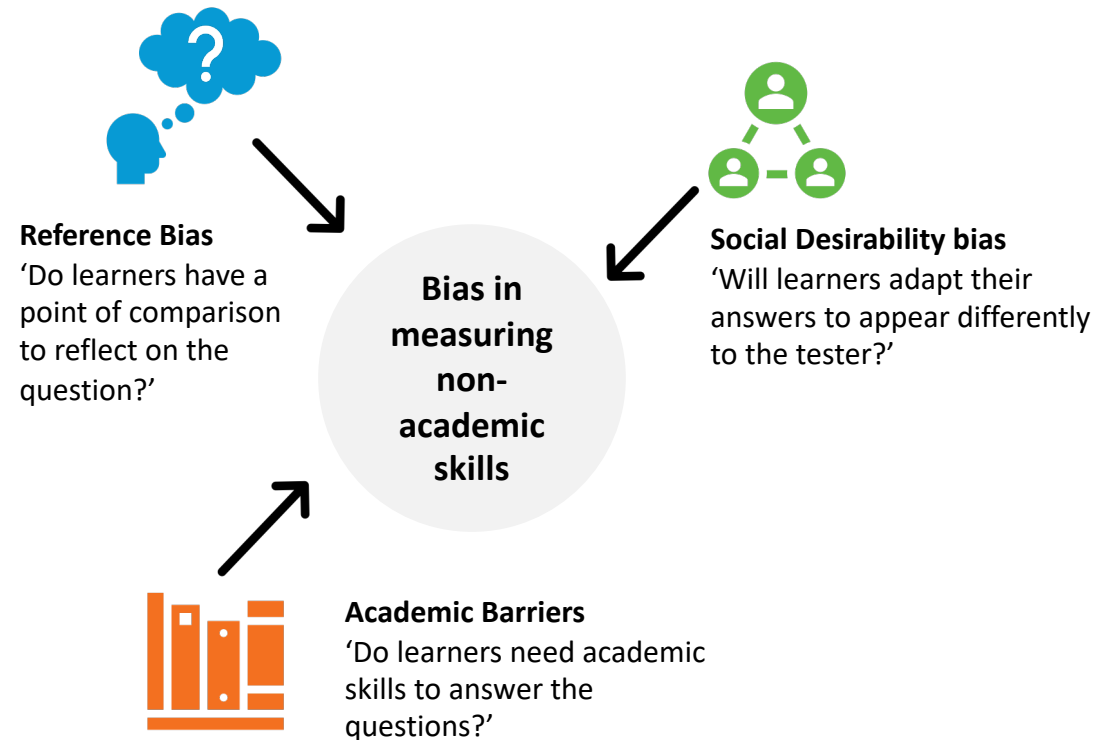 ?
Reference Bias
‘Do learners have a
point of comparison
to reflect on the
question?’
Social Desirability bias
‘Will learners adapt their
answers to appear differently
to the tester?’
Bias in
measuring
non-
academic
skills
Academic Barriers
‘Do learners need academic
skills to answer the
questions?’